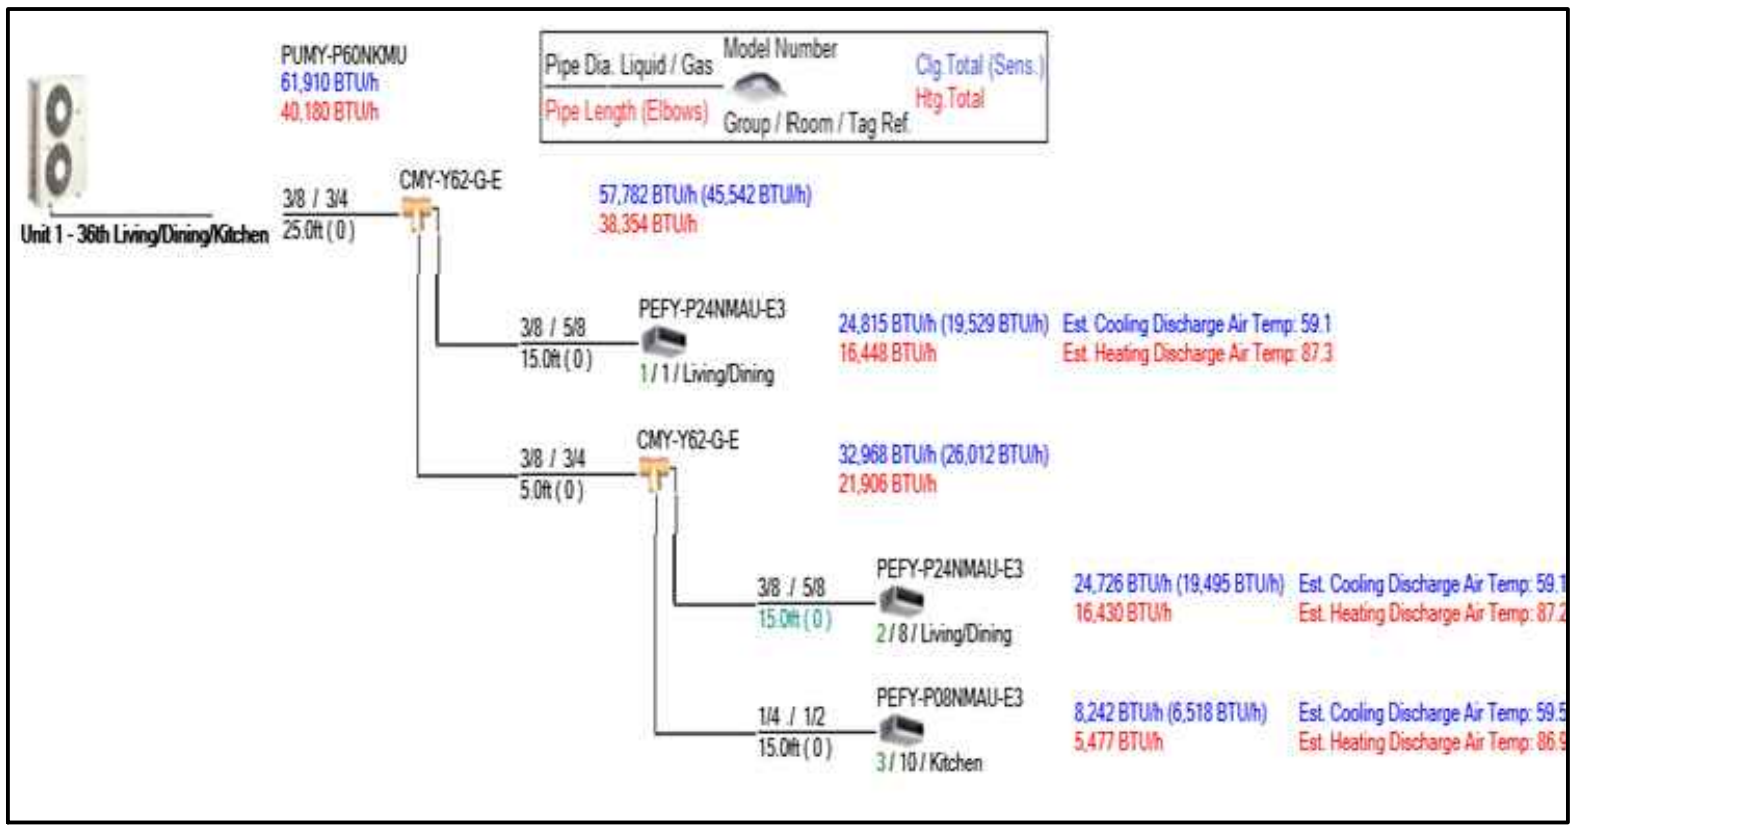 PUMY-P60NKMU
61,910 BTU/h
40,180 BTU/h
Pipe Dia. Liquid / Gas
Pipe Length (Elbows)
Model Number
Group / Room / Tag Ref.
Clg.Total (Sens.)
Htg.Total
Unit 1 - 36th Living/Dining/Kitchen
3/8 / 3/4
25.0ft ( 0 )
CMY-Y62-G-E
57,782 BTU/h (45,542 BTU/h)
38,354 BTU/h
3/8 / 5/8
15.0ft ( 0 )
PEFY-P24NMAU-E3
1 / 1 / Living/Dining
24,815 BTU/h (19,529 BTU/h) Est. Cooling Discharge Air Temp: 59.1
16,448 BTU/h Est. Heating Discharge Air Temp: 87.3
3/8 / 3/4
5.0ft ( 0 )
CMY-Y62-G-E
32,968 BTU/h (26,012 BTU/h)
21,906 BTU/h
3/8 / 5/8
15.0ft ( 0 )
PEFY-P24NMAU-E3
2 / 8 / Living/Dining
24,726 BTU/h (19,495 BTU/h) Est. Cooling Discharge Air Temp: 59.1
16,430 BTU/h Est. Heating Discharge Air Temp: 87.2
1/4 / 1/2
15.0ft ( 0 )
PEFY-P08NMAU-E3
3 / 10 / Kitchen
8,242 BTU/h (6,518 BTU/h) Est. Cooling Discharge Air Temp: 59.5
5,477 BTU/h Est. Heating Discharge Air Temp: 86.9